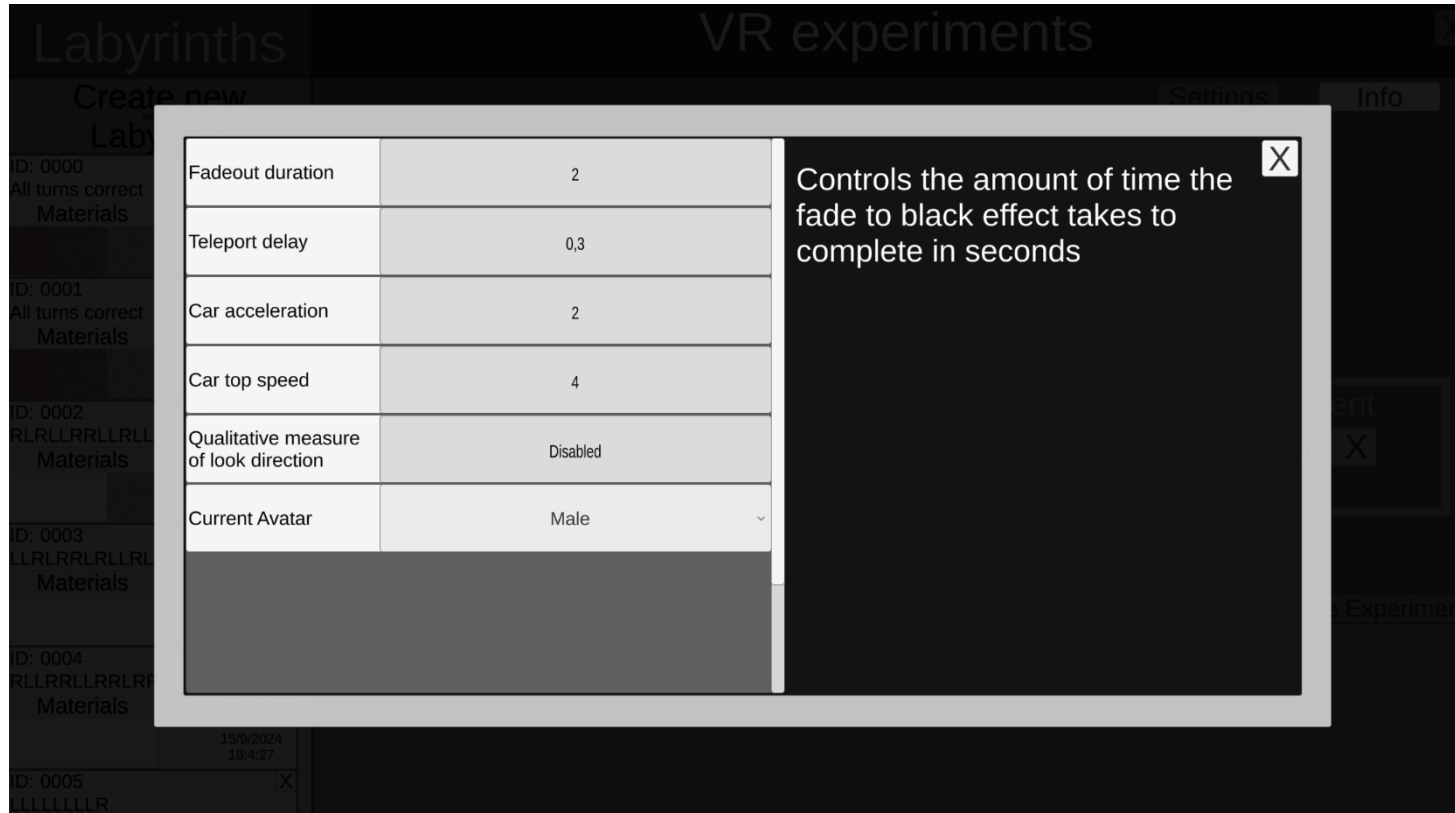 Labyrinths
VR experiments
Create new
Settings
Info
ID: 0000
All turns correct
Materials
ID: 0001
All turns correct
Materials
ID: 0002
RLRLLRRLLRLL
Materials
ID: 0003
LLRLRRLRLLRL
Materials
ID: 0004
RLLRRLLRRLRR
Materials
15/9/2024
18:4:27
ID: 0005
X
LLLLLLLLR
Fadeout duration
2
Teleport delay
0,3
Car acceleration
2
Car top speed
4
Qualitative measure
of look direction
Disabled
Current Avatar
Male
X
Controls the amount of time the
fade to black effect takes to
complete in seconds
X